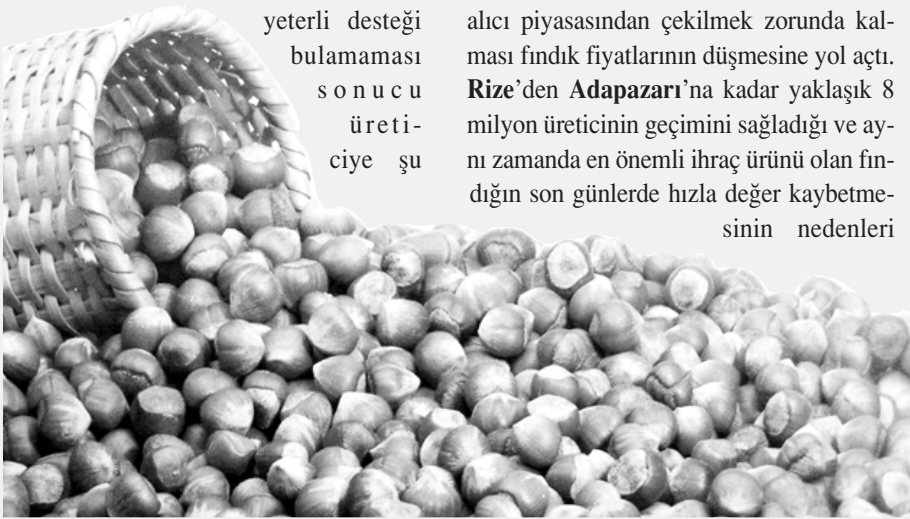 yeterli desteği
bulamaması
sonucu
üreti-
ciye şu
alıcı piyasasından çekilmek zorunda kal-
ması fındık fiyatlarının düşmesine yol açtı.
Rize’den Adapazarı’na kadar yaklaşık 8
milyon üreticinin geçimini sağladığı ve ay-
nı zamanda en önemli ihraç ürünü olan fın-
dığın son günlerde hızla değer kaybetme-
sinin nedenleri